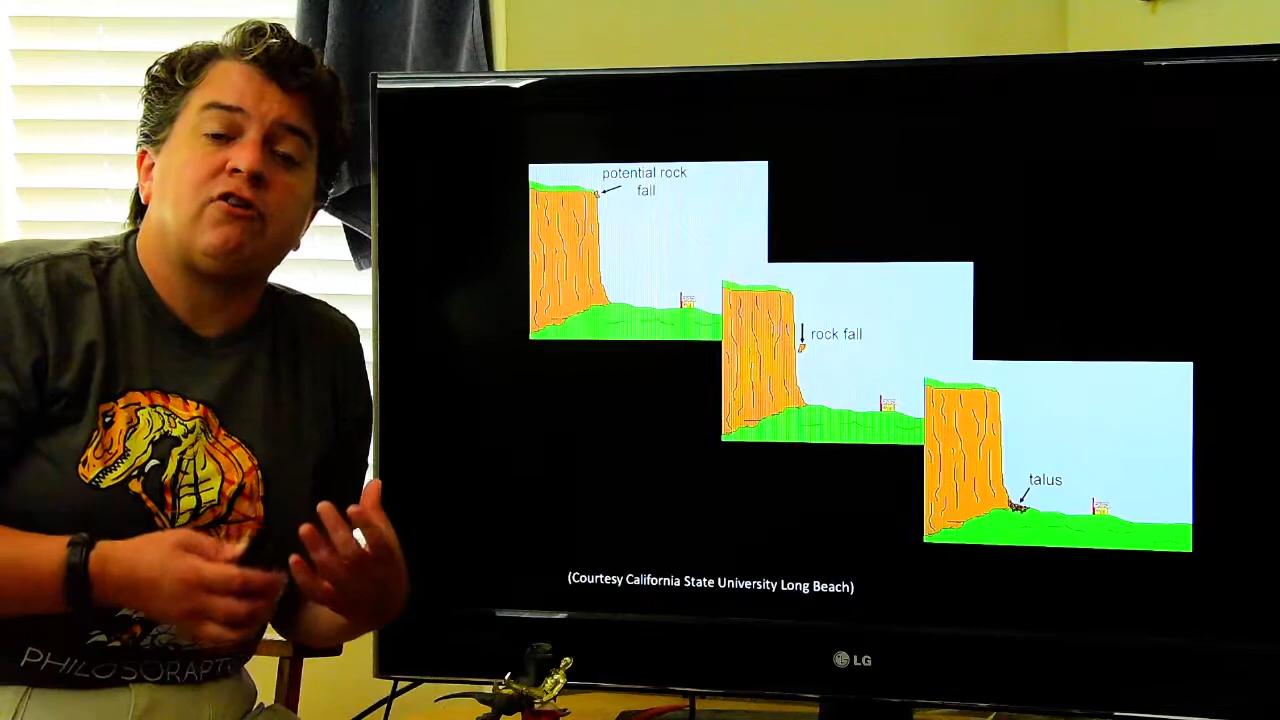 potential rock
fall
rock fall
talus
(Courtesy California State University Long Beach)
LG
PHILOSORAPT